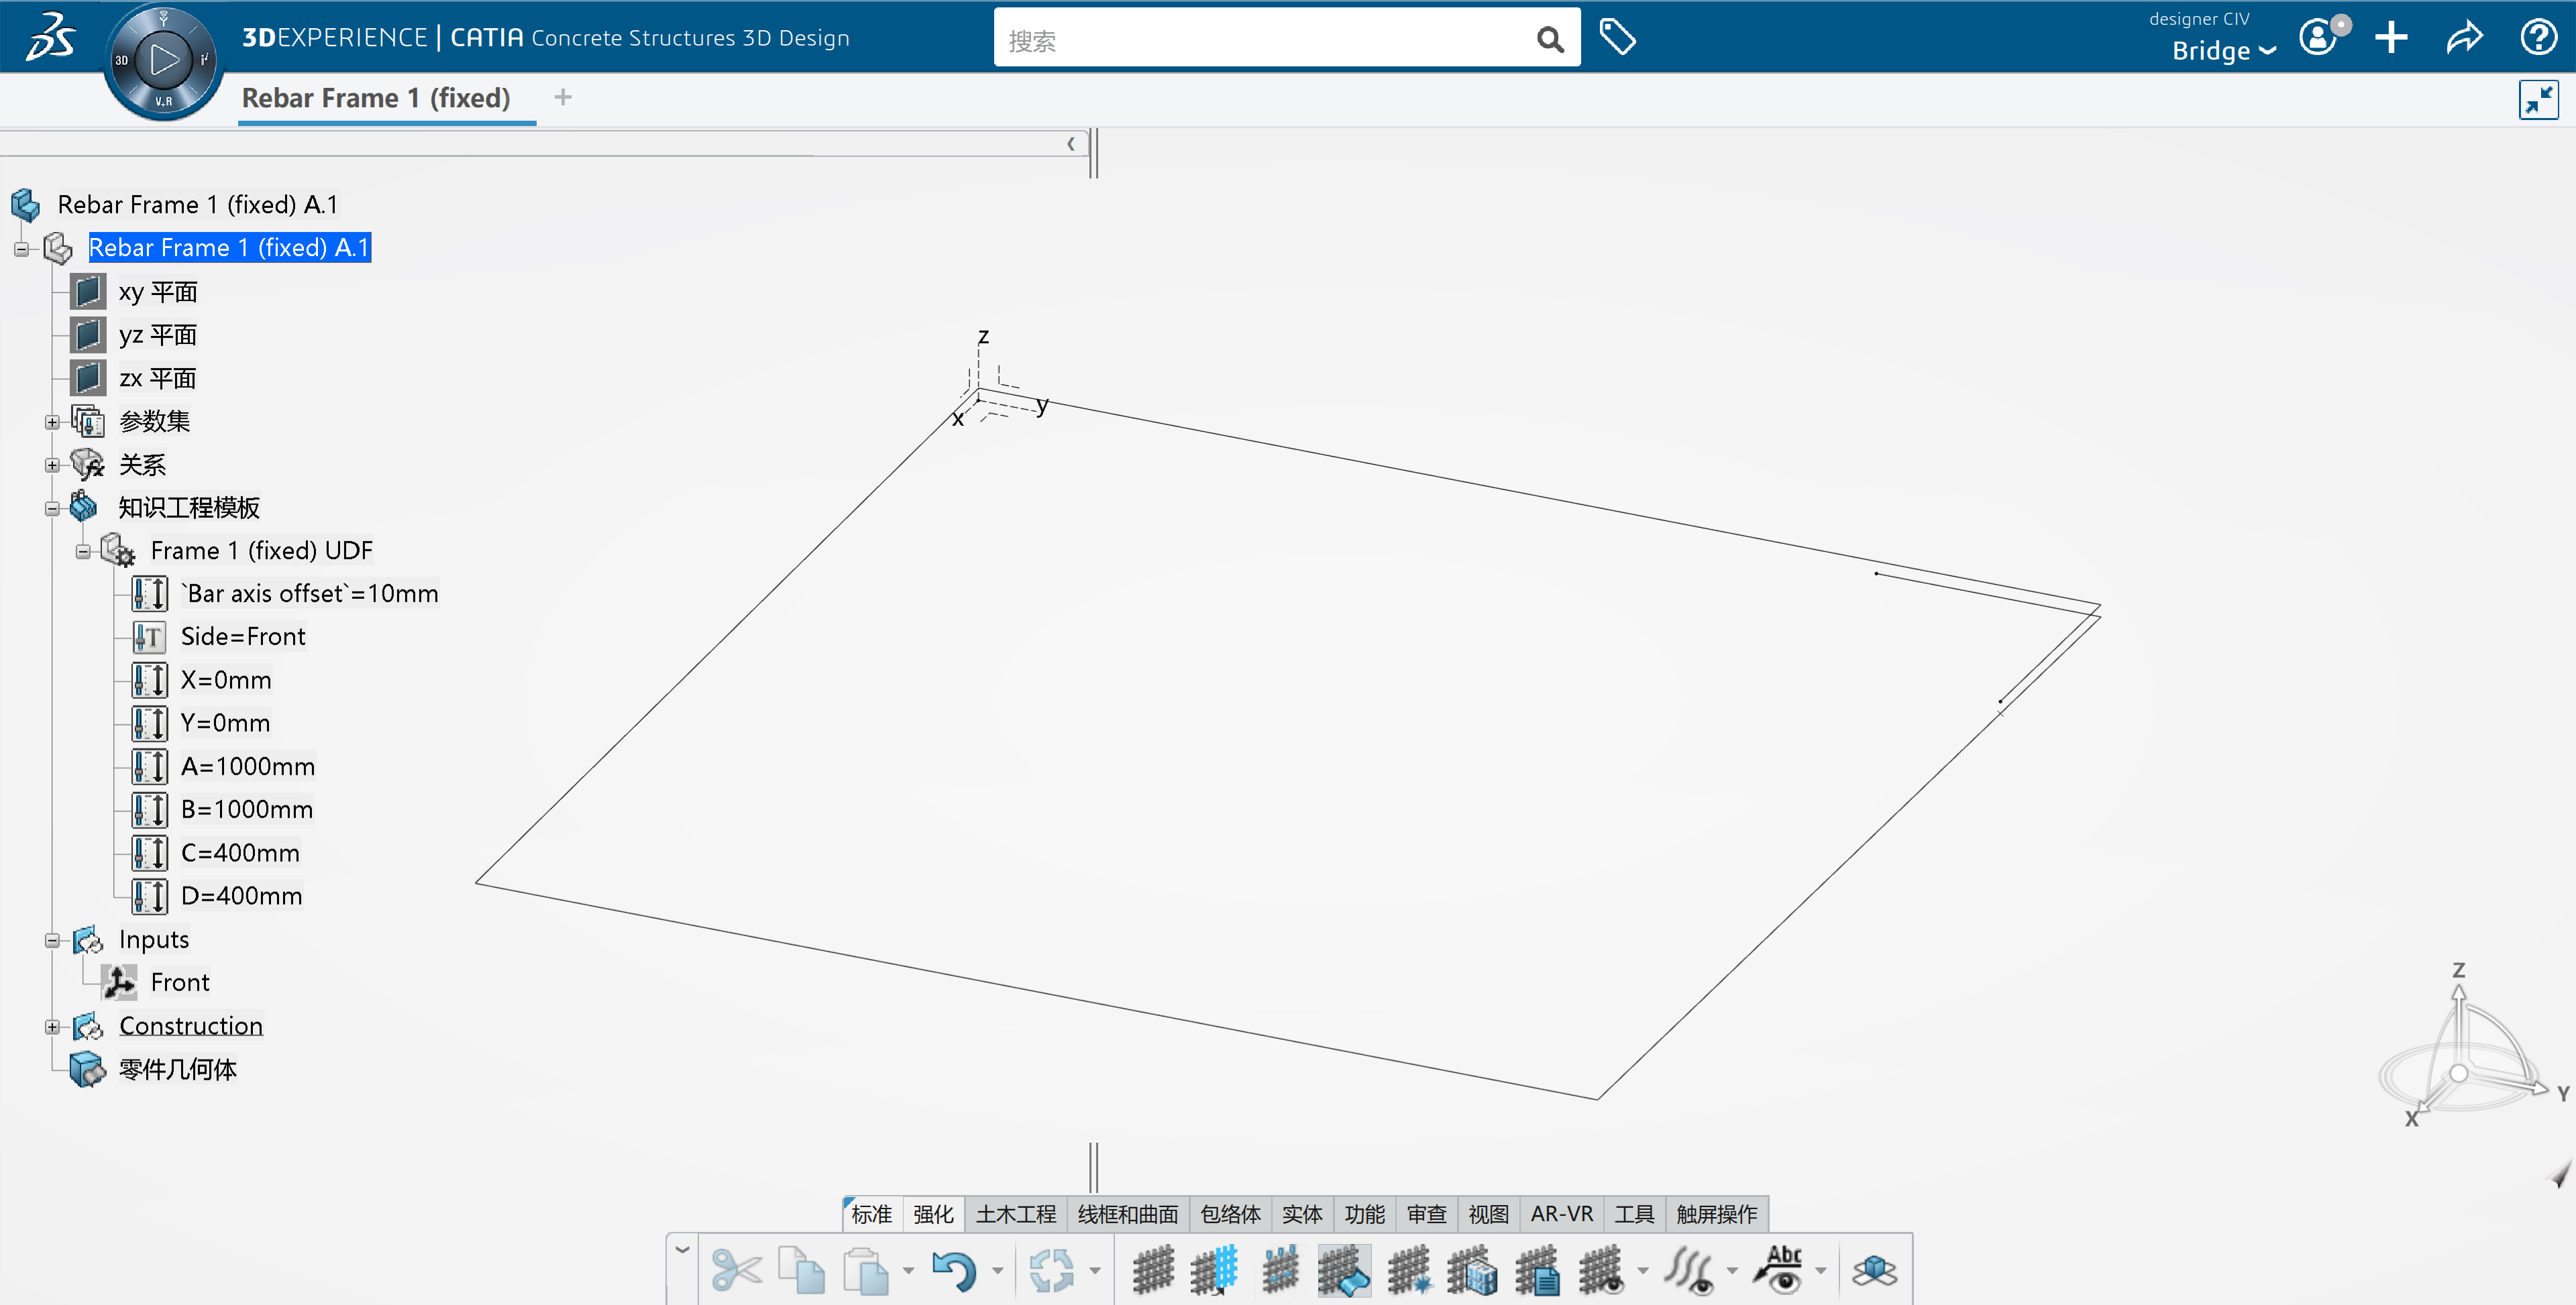 3DEXPERIENCE | CATIA Concrete Structures 3D Design
搜索
designer CIV
Bridge
3D
V,R
Rebar Frame 1 (fixed)
Rebar Frame 1 (fixed) A.1
Rebar Frame 1 (fixed) A.1
xy 平面
yz 平面
zx 平面
参数集
关系
知识工程模板
Frame 1 (fixed) UDF
`Bar axis offset`=10mm
Side=Front
X=0mm
Y=0mm
A=1000mm
B=1000mm
C=400mm
D=400mm
Inputs
Front
Construction
零件几何体
z
y
x
Z
Y
X
标准 强化 土木工程 线框和曲面 包络体 实体 功能 审查 视图 AR-VR 工具 触屏操作
Abc